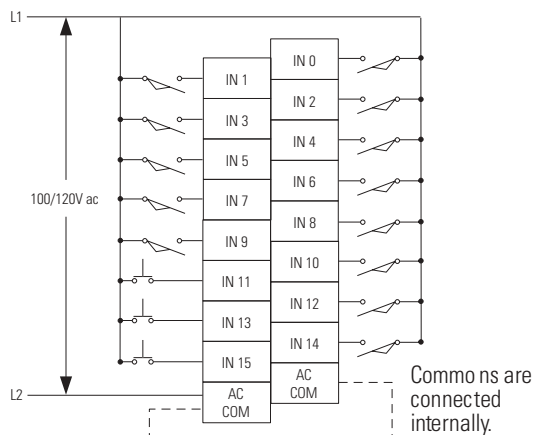 L1
IN 0
IN 1
IN 2
IN 3
IN 4
IN 5
IN 6
IN 7
100/120V ac
IN 8
IN 9
IN 10
IN 11
IN 12
IN 13
IN 14
IN 15
AC
COM
L2
AC
COM
Commo ns are
connected
internally.